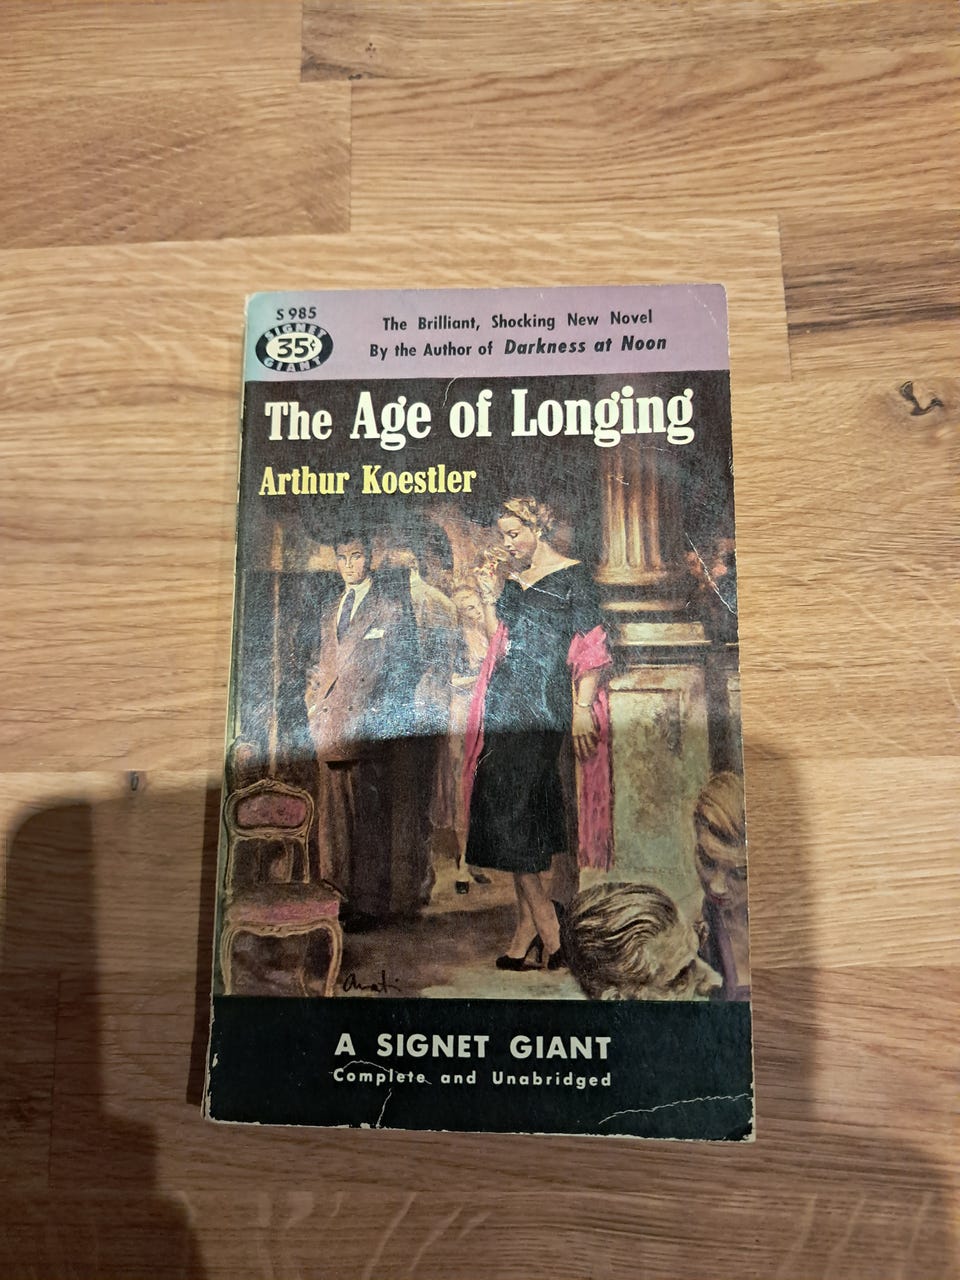 S 985
SIGNET
35¢
GIANT
The Brilliant, Shocking New Novel
By the Author of Darkness at Noon
The Age of Longing
Arthur Koestler
A SIGNET GIANT
Complete and Unabridged